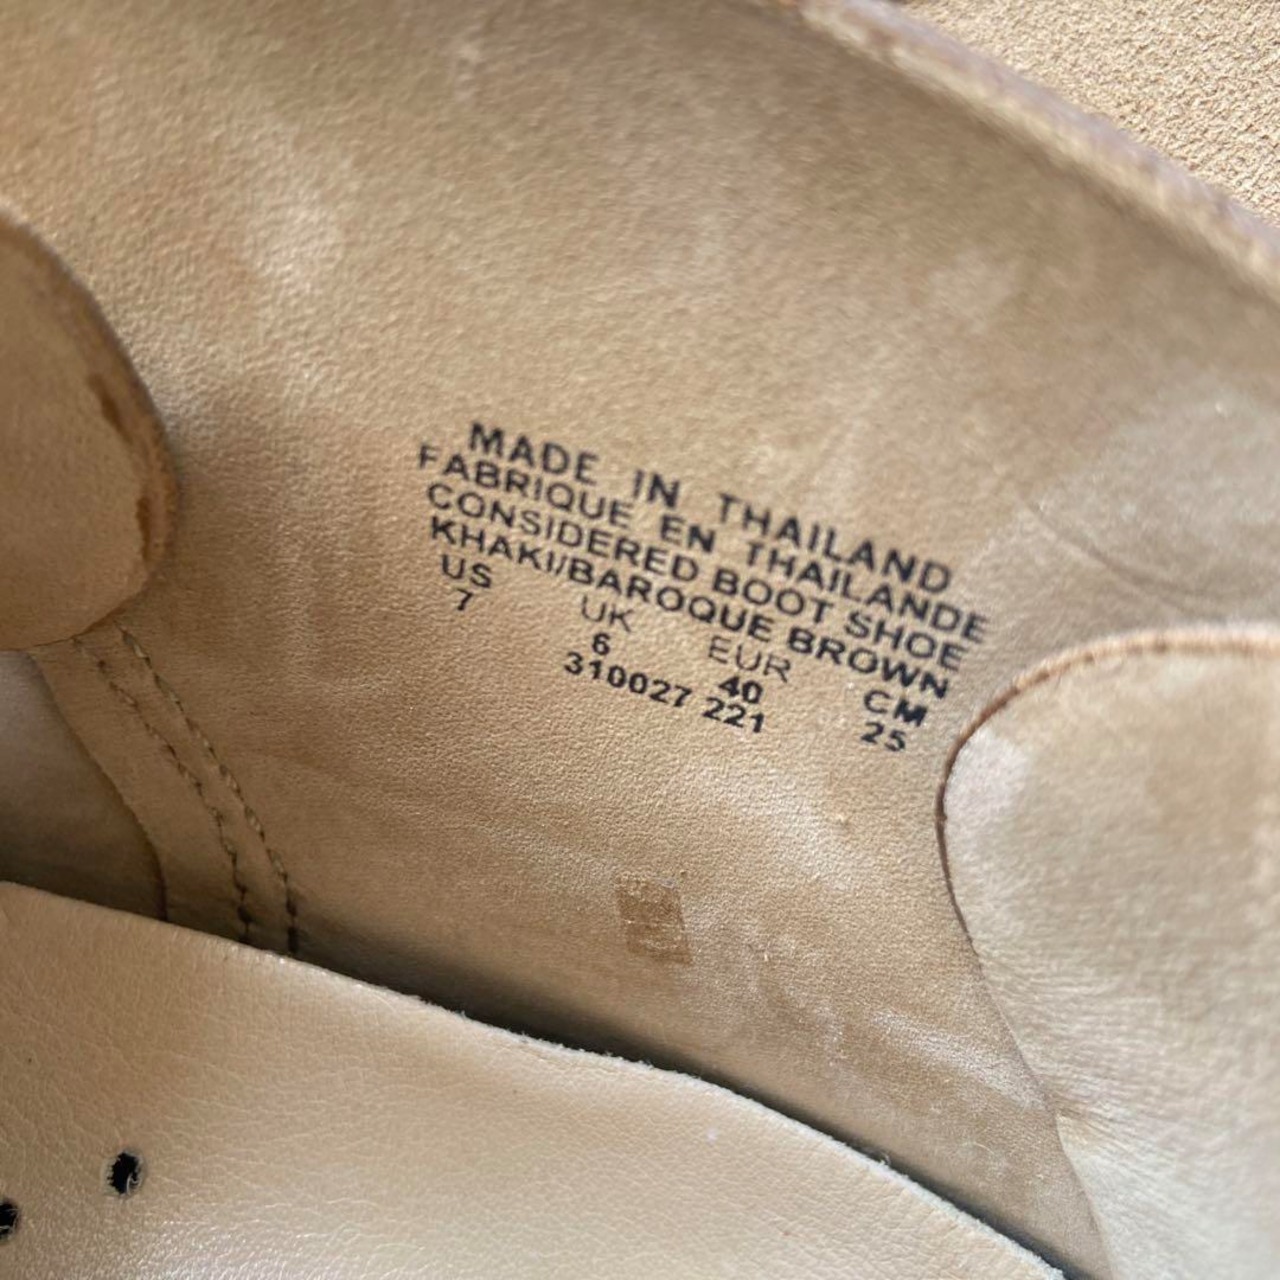 MADE IN THAILAND
FABRIQUE EN THAILANDE
CONSIDERED BOOT SHOE
KHAKI/BAROQUE BROWN
US UK EUR CM
7 6 40 25
310027 221